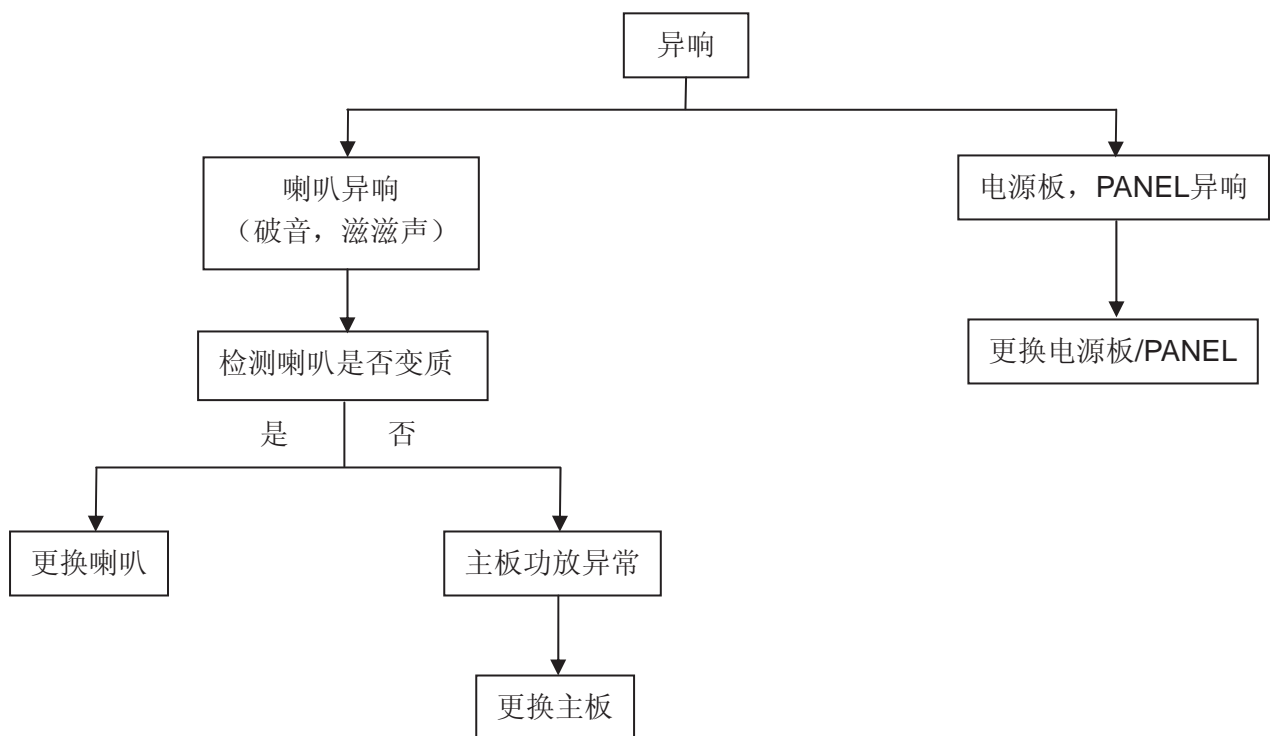 异响
喇叭异响
（破音，滋滋声）
电源板，PANEL异响
检测喇叭是否变质
更换电源板/PANEL
是
否
更换喇叭
主板功放异常
更换主板